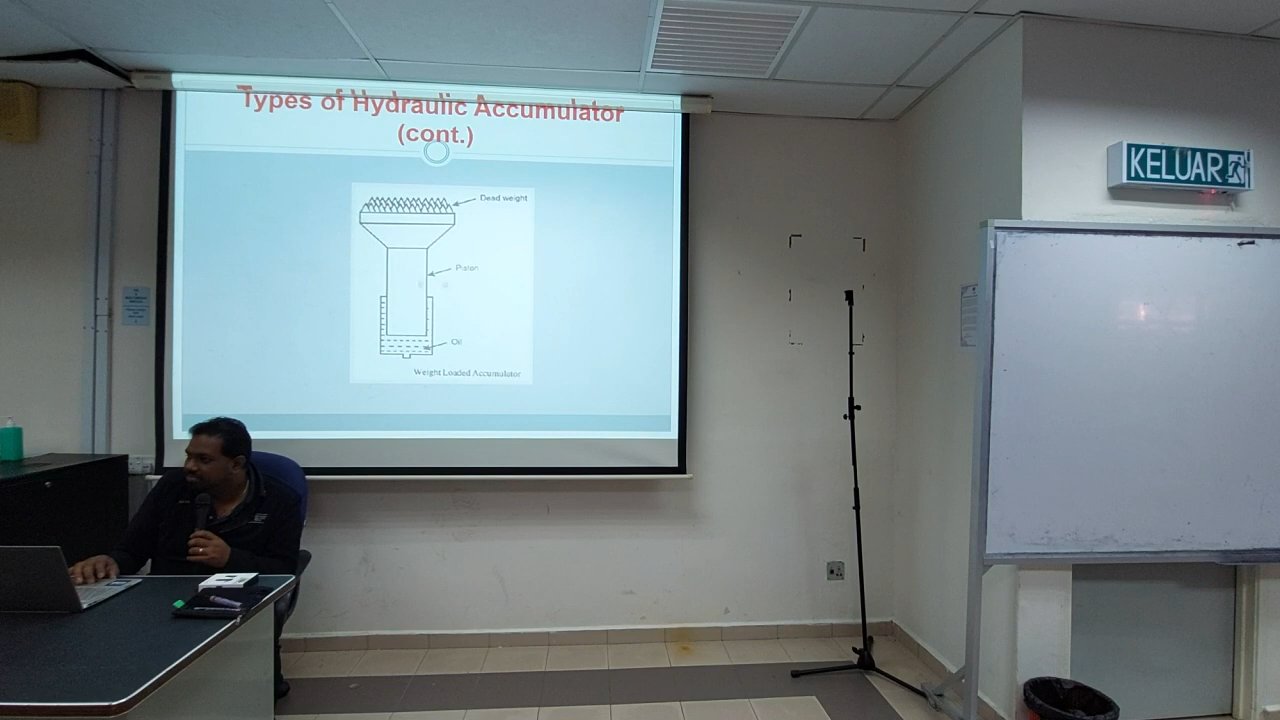 Types of Hydraulic Accumulator
(cont.)
Dead weight
Piston
Oil
Weight Loaded Accumulator
KELUAR